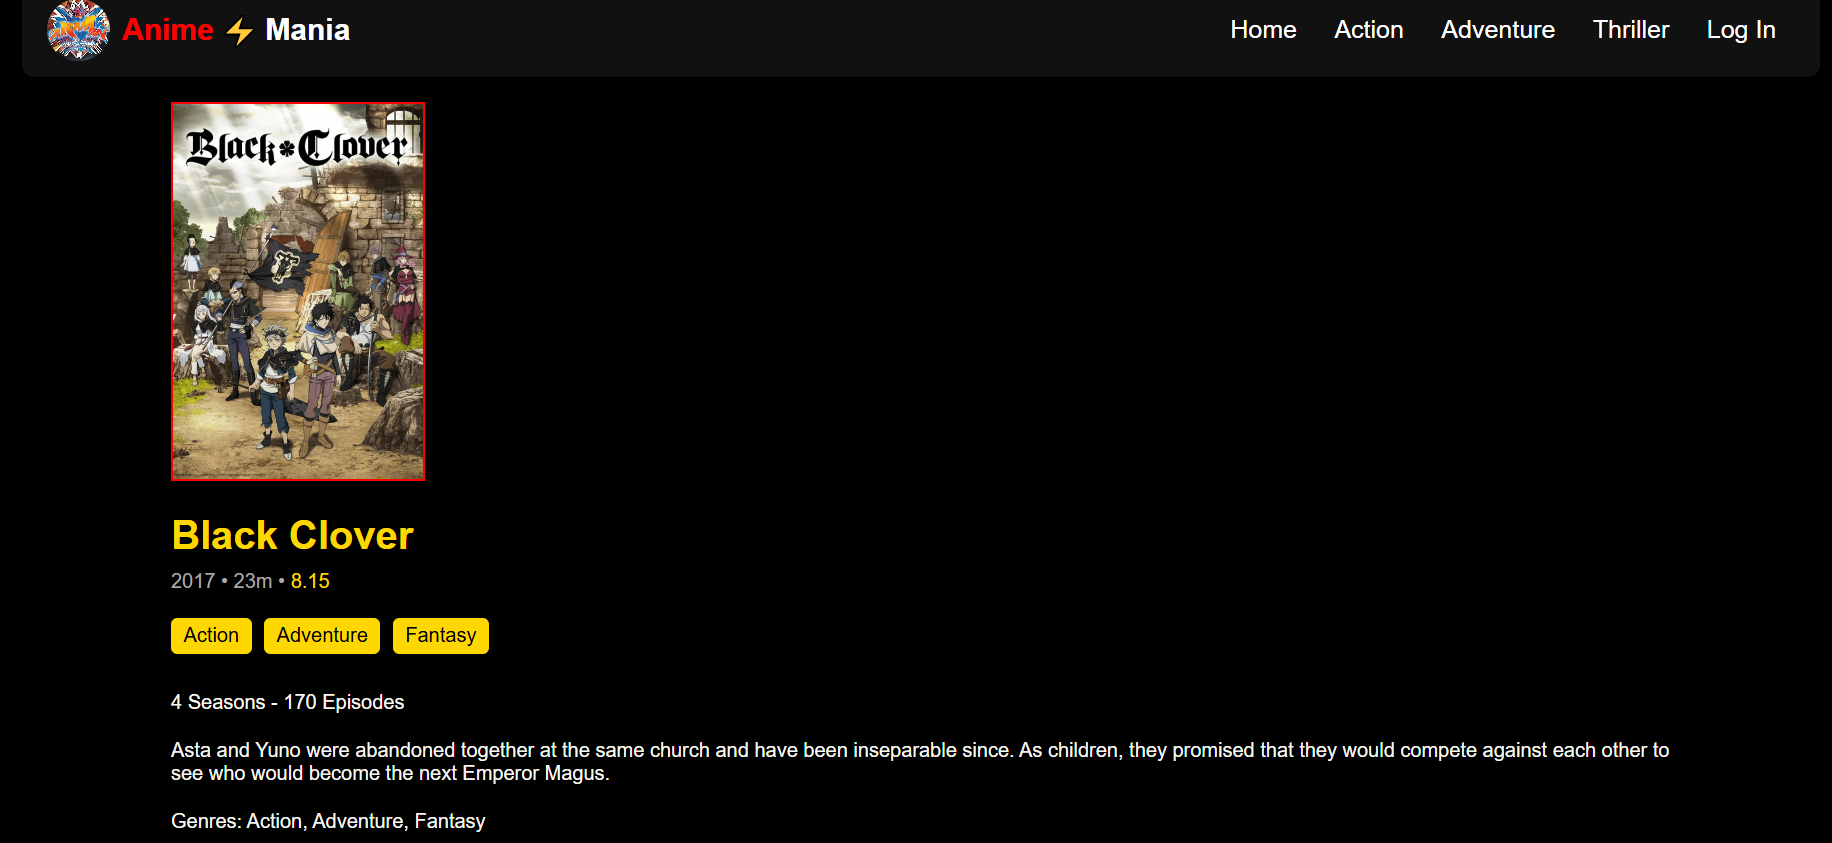 Anime ⚡ Mania
Home Action Adventure Thriller Log In
Black Clover
Black Clover
2017 • 23m • 8.15
Action Adventure Fantasy
4 Seasons - 170 Episodes
Asta and Yuno were abandoned together at the same church and have been inseparable since. As children, they promised that they would compete against each other to
see who would become the next Emperor Magus.
Genres: Action, Adventure, Fantasy